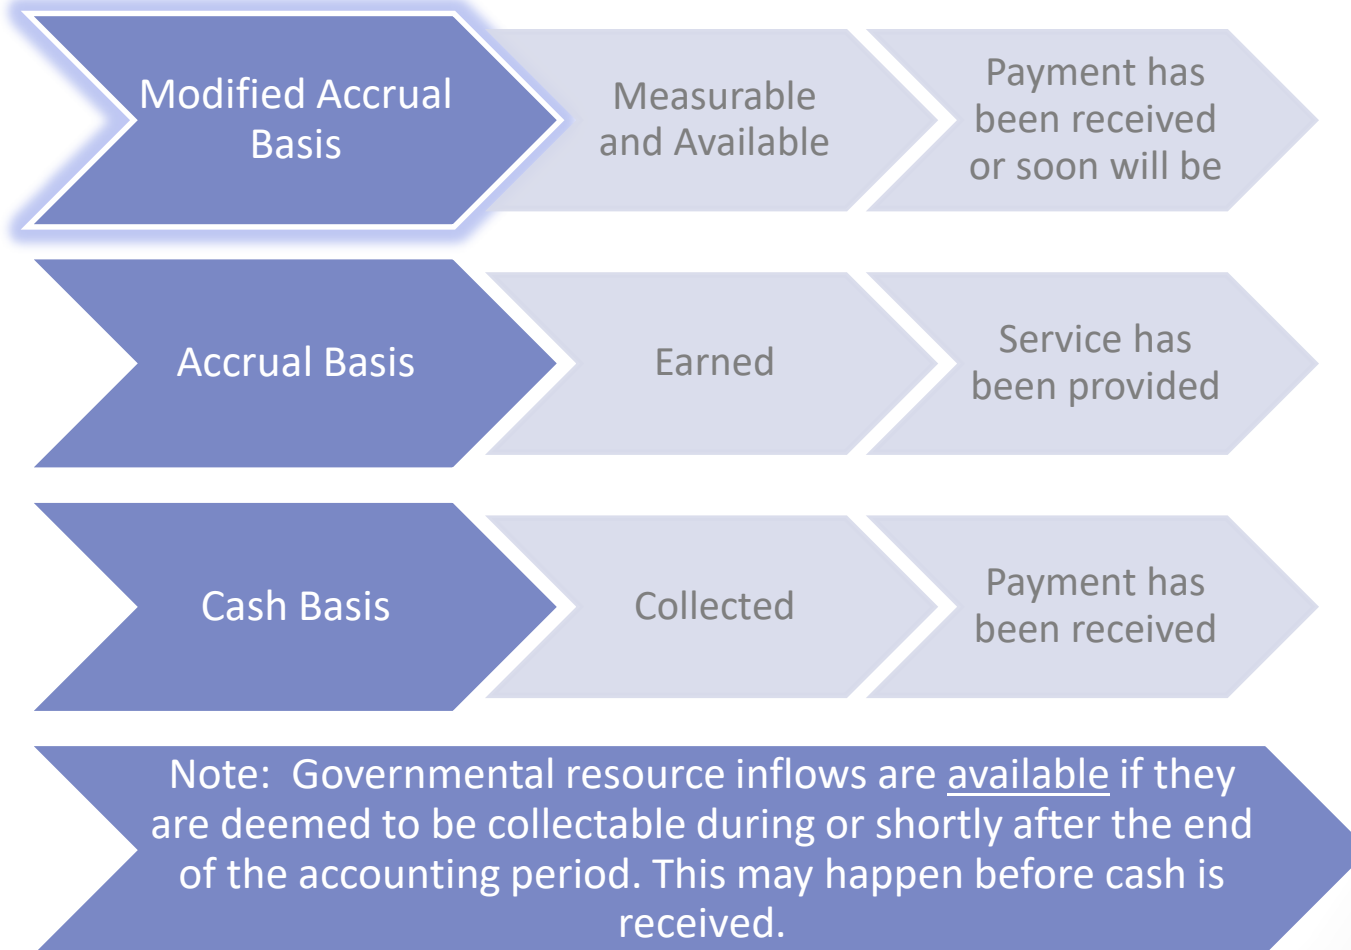 Modified Accrual
Basis
Measurable
and Available
Payment has
been received
or soon will be
Accrual Basis
Earned
Service has
been provided
Cash Basis
Collected
Payment has
been received
Note:  Governmental resource inflows are available if they
are deemed to be collectable during or shortly after the end
of the accounting period. This may happen before cash is
received.